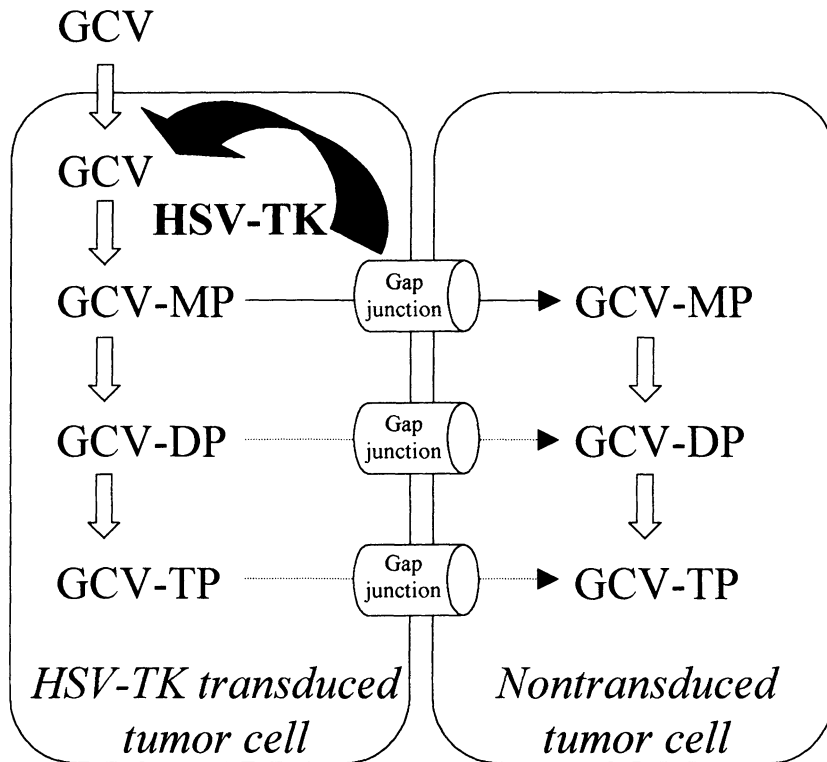 GCV
GCV
HSV-TK
GCV-MP
Gap
junction
GCV-MP
GCV-DP
Gap
junction
GCV-DP
GCV-TP
Gap
junction
GCV-TP
HSV-TK transduced
tumor cell
Nontransduced
tumor cell